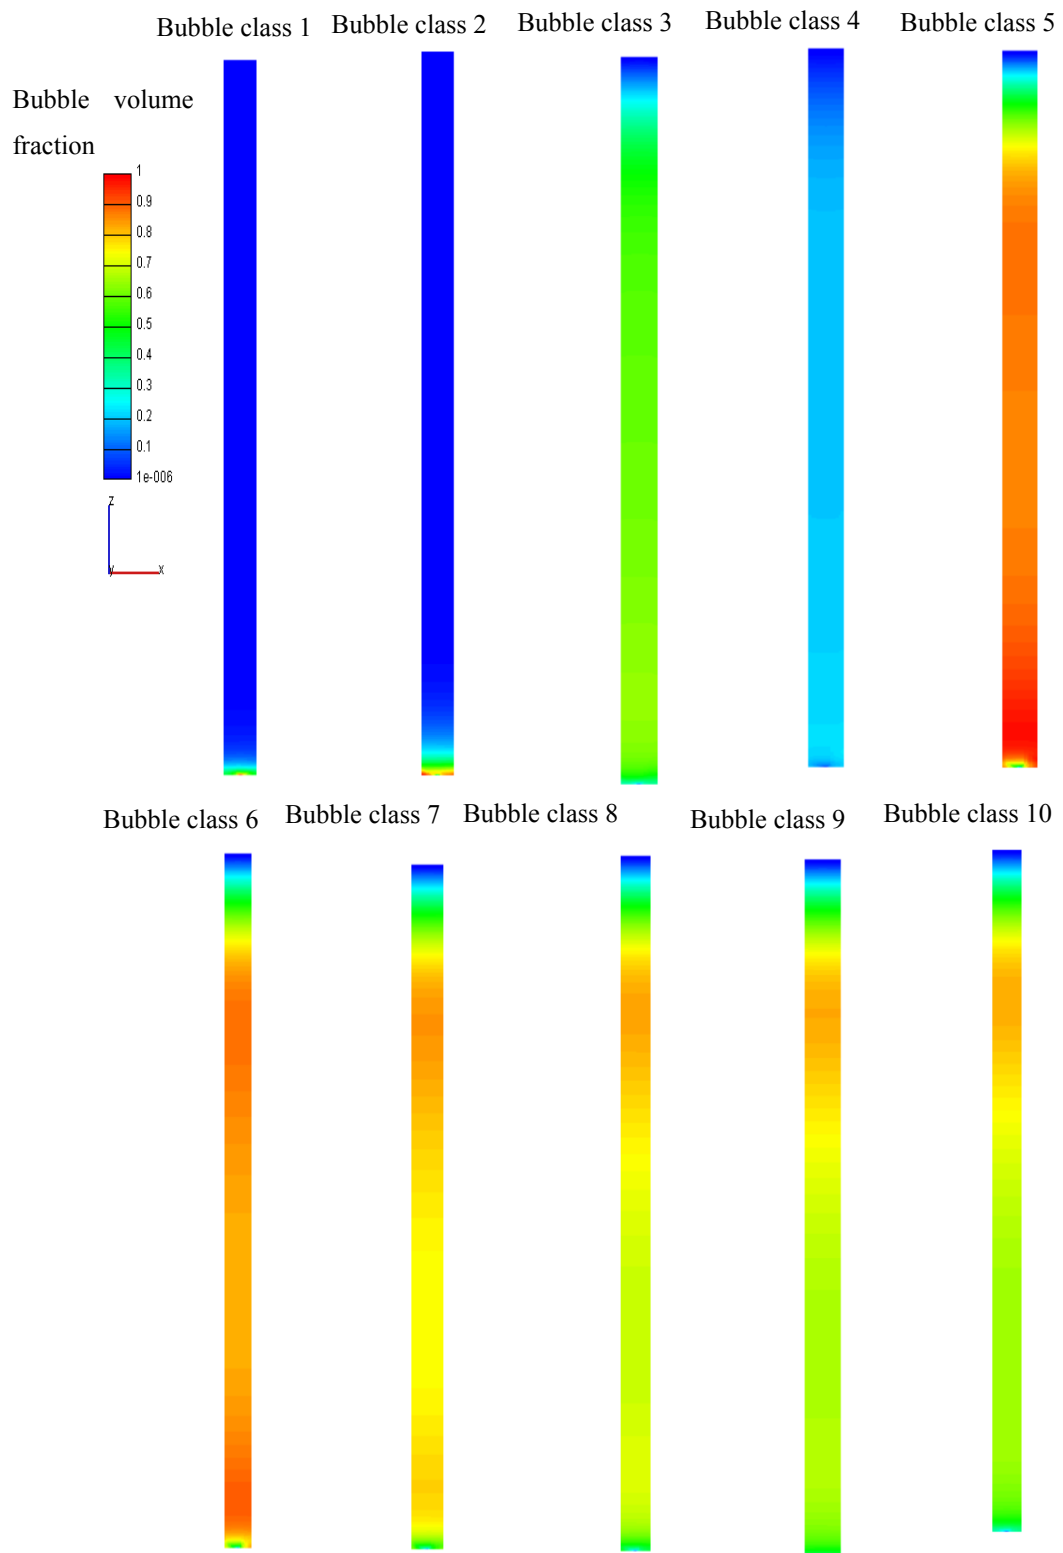 Bubble class 1 Bubble class 2 Bubble class 3 Bubble class 4 Bubble class 5
Bubble volume
fraction
1
0.9
0.8
0.7
0.6
0.5
0.4
0.3
0.2
0.1
1e-006
z
y x
Bubble class 6 Bubble class 7 Bubble class 8 Bubble class 9 Bubble class 10